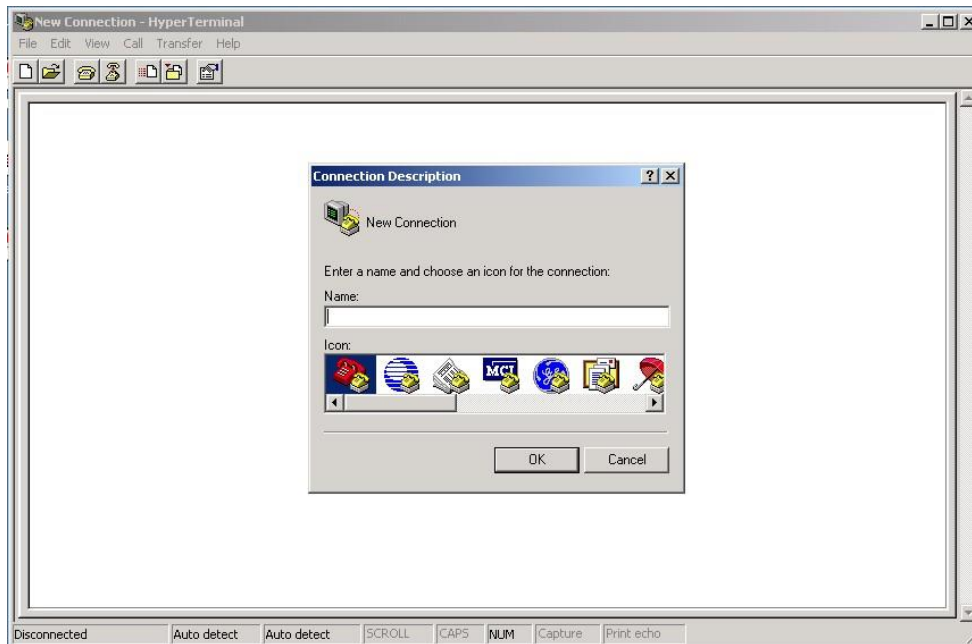 New Connection - HyperTerminal
File Edit View Call Transfer Help
Connection Description
New Connection
Enter a name and choose an icon for the connection:
Name:
Icon:
MCI
OK Cancel
Disconnected Auto detect Auto detect SCROLL CAPS NUM Capture Print echo